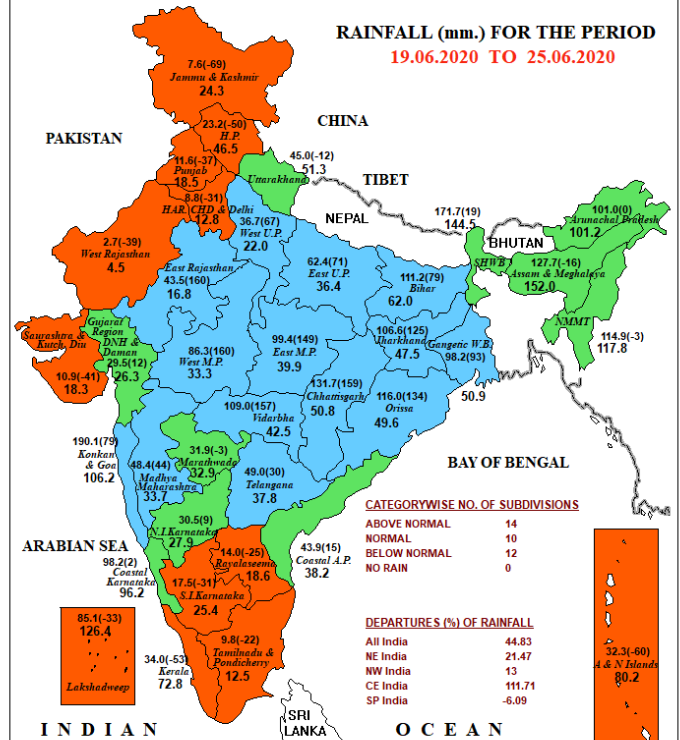 RAINFALL (mm.) FOR THE PERIOD
19.06.2020 TO 25.06.2020
7.6(-69)
Jammu & Kashmir
24.3
23.2(-50)
H.P.
46.5
CHINA
PAKISTAN
11.6(-37)
Punjab
18.5
45.0(-12)
51.3
Uttarakhand
TIBET
8.8(-31)
HAR. CHD & Delhi
12.8
NEPAL
36.7(67)
West U.P.
22.0
171.7(19)
144.5
101.0(0)
Arunachal Pradesh
101.2
BHUTAN
2.7(-39)
West Rajasthan
4.5
East Rajasthan
43.5(160)
16.8
62.4(71)
East U.P.
36.4
111.2(79)
Bihar
62.0
SHWB
127.7(-16)
Assam & Meghalaya
152.0
NMMT
114.9(-3)
117.8
Saurashtra &
Kutch, Diu
10.9(-41)
18.3
Gujarat
Region
DNH &
Daman
29.5(12)
26.3
86.3(160)
West M.P.
33.3
99.4(149)
East M.P.
39.9
106.6(125)
Jharkhand
47.5
Gangetic W.B.
98.2(93)
50.9
131.7(159)
Chhattisgarh
50.8
116.0(134)
Orissa
49.6
109.0(157)
Vidarbha
42.5
190.1(79)
Konkan
& Goa
106.2
48.4(44)
Madhya
Maharashtra
33.7
31.9(-3)
Marathwada
32.9
49.0(30)
Telangana
37.8
BAY OF BENGAL
30.5(9)
N.I.Karnataka
27.9
ARABIAN SEA
98.2(2)
Coastal
Karnataka
96.2
14.0(-25)
Rayalaseema
18.6
43.9(15)
Coastal A.P.
38.2
17.5(-31)
S.I.Karnataka
25.4
85.1(-33)
126.4
Lakshadweep
34.0(-53)
Kerala
72.8
9.8(-22)
Tamilnadu &
Pondicherry
12.5
CATEGORYWISE NO. OF SUBDIVISIONS
ABOVE NORMAL 14
NORMAL 10
BELOW NORMAL 12
NO RAIN 0
DEPARTURES (%) OF RAINFALL
All India 44.83
NE India 21.47
NW India 13
CE India 111.71
SP India -6.09
32.3(-60)
A & N Islands
80.2
SRI
LANKA
INDIAN OCEAN